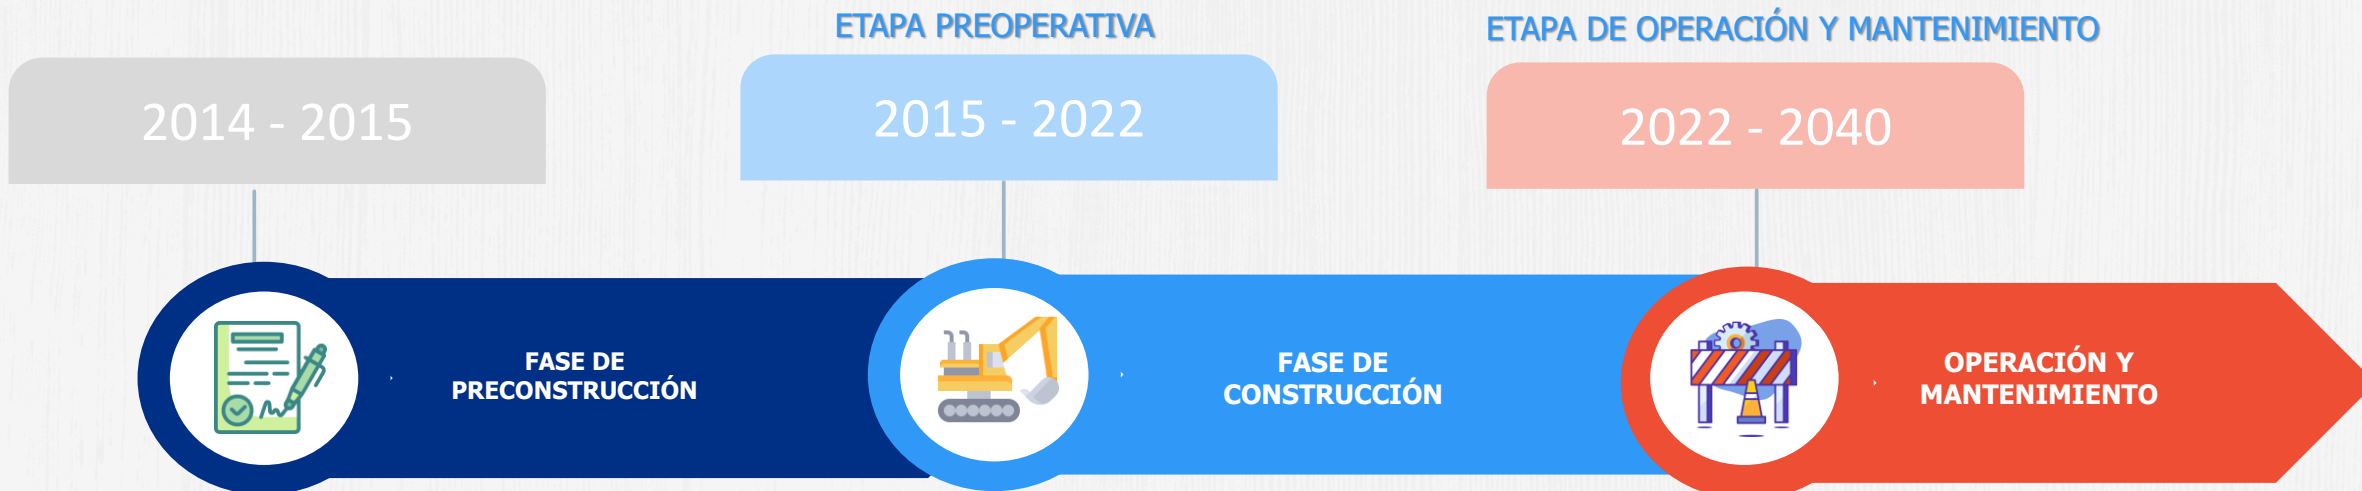 ETAPA PREOPERATIVA
ETAPA DE OPERACIÓN Y MANTENIMIENTO
2014 - 2015
2015 - 2022
2022 - 2040
FASE DE
PRECONSTRUCCIÓN
FASE DE
CONSTRUCCIÓN
OPERACIÓN Y
MANTENIMIENTO